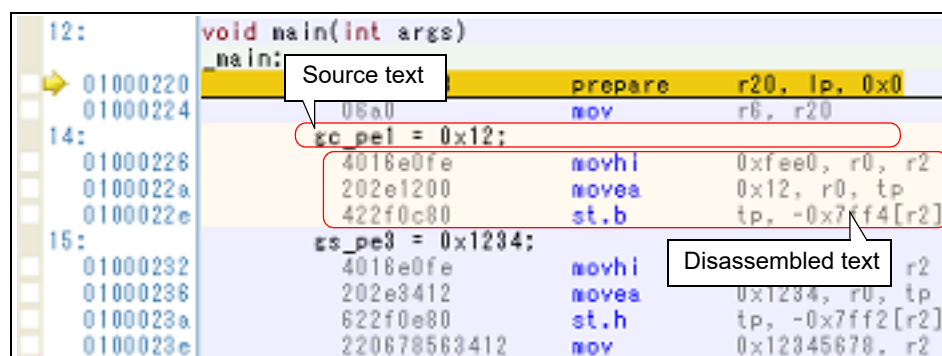 12: void main(int args)
_main:
01000220 prepare r20, lp, 0x0
01000224 06a0 mov r6, r20
14: gc_pe1 = 0x12;
01000226 4016e0fe movhi 0xfee0, r0, r2
0100022a 202e1200 movea 0x12, r0, tp
0100022e 422f0c80 st.b tp, -0x7ff4[r2]
15: gs_pe3 = 0x1234;
01000232 4016e0fe movhi r2
01000236 202e3412 movea 0x1234, r0, tp
0100023a 622f0e80 st.h tp, -0x7ff2[r2]
0100023e 220678563412 mov 0x12345678, r2
Source text
Disassembled text